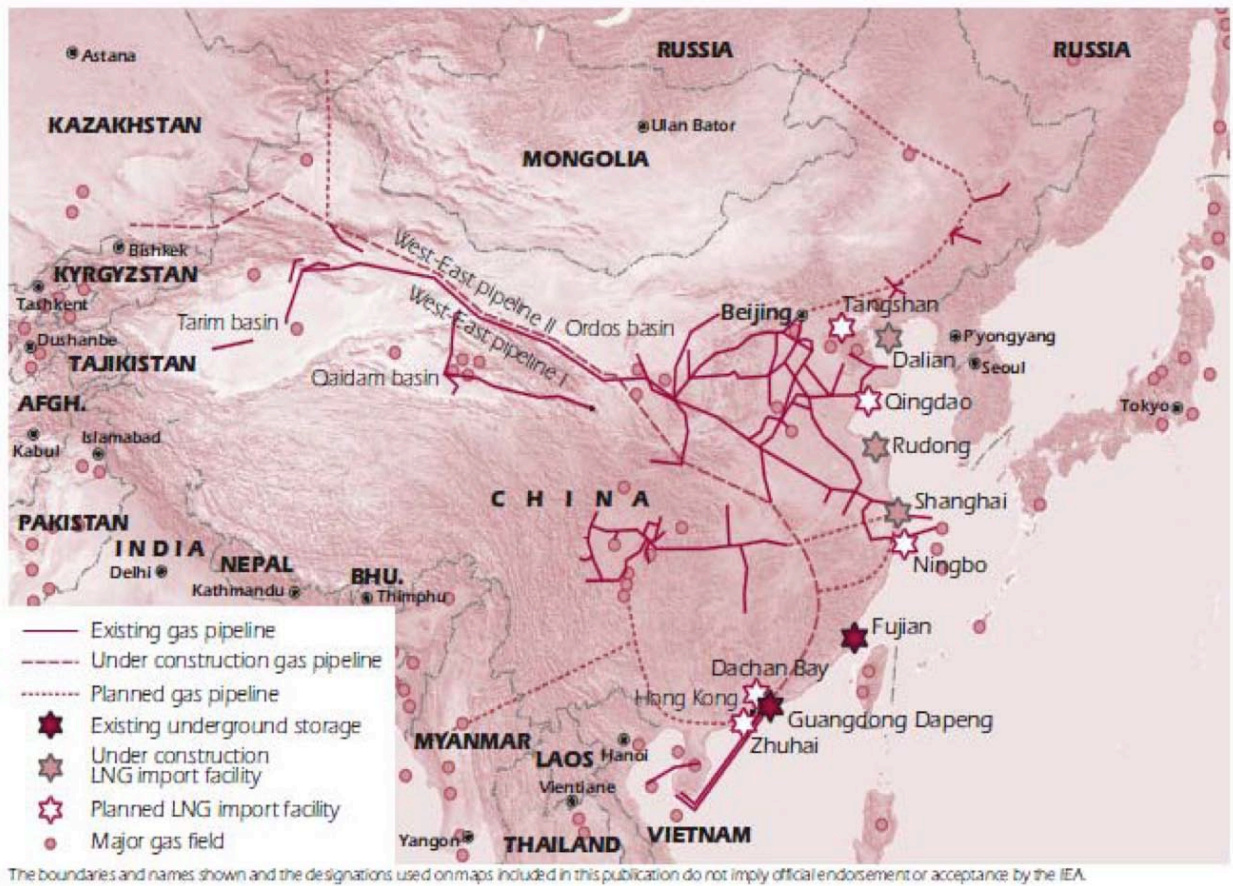 RUSSIA
RUSSIA
Astana
KAZAKHSTAN
Ulan Bator
MONGOLIA
Bishkek
KYRGYZSTAN
Tashkent
West-East pipeline II
West-East pipeline I
Tarim basin
Ordos basin
Beijing
Tangshan
Dushanbe
P'yongyang
TAJIKISTAN
Dalian
Seoul
Qaidam basin
AFGH.
Qingdao
Tokyo
Kabul
Islamabad
Rudong
CHINA
Shanghai
PAKISTAN
INDIA
Delhi
NEPAL
Kathmandu
BHU.
Thimphu
Ningbo
Fujian
Dachan Bay
Hong Kong
Guangdong Dapeng
Zhuhai
MYANMAR
LAOS
Hanoi
Vientiane
Yangon
THAILAND
VIETNAM
Existing gas pipeline
Under construction gas pipeline
Planned gas pipeline
Existing underground storage
Under construction
LNG import facility
Planned LNG import facility
Major gas field
The boundaries and names shown and the designations used on maps included in this publication do not imply official endorsement or acceptance by the IEA.